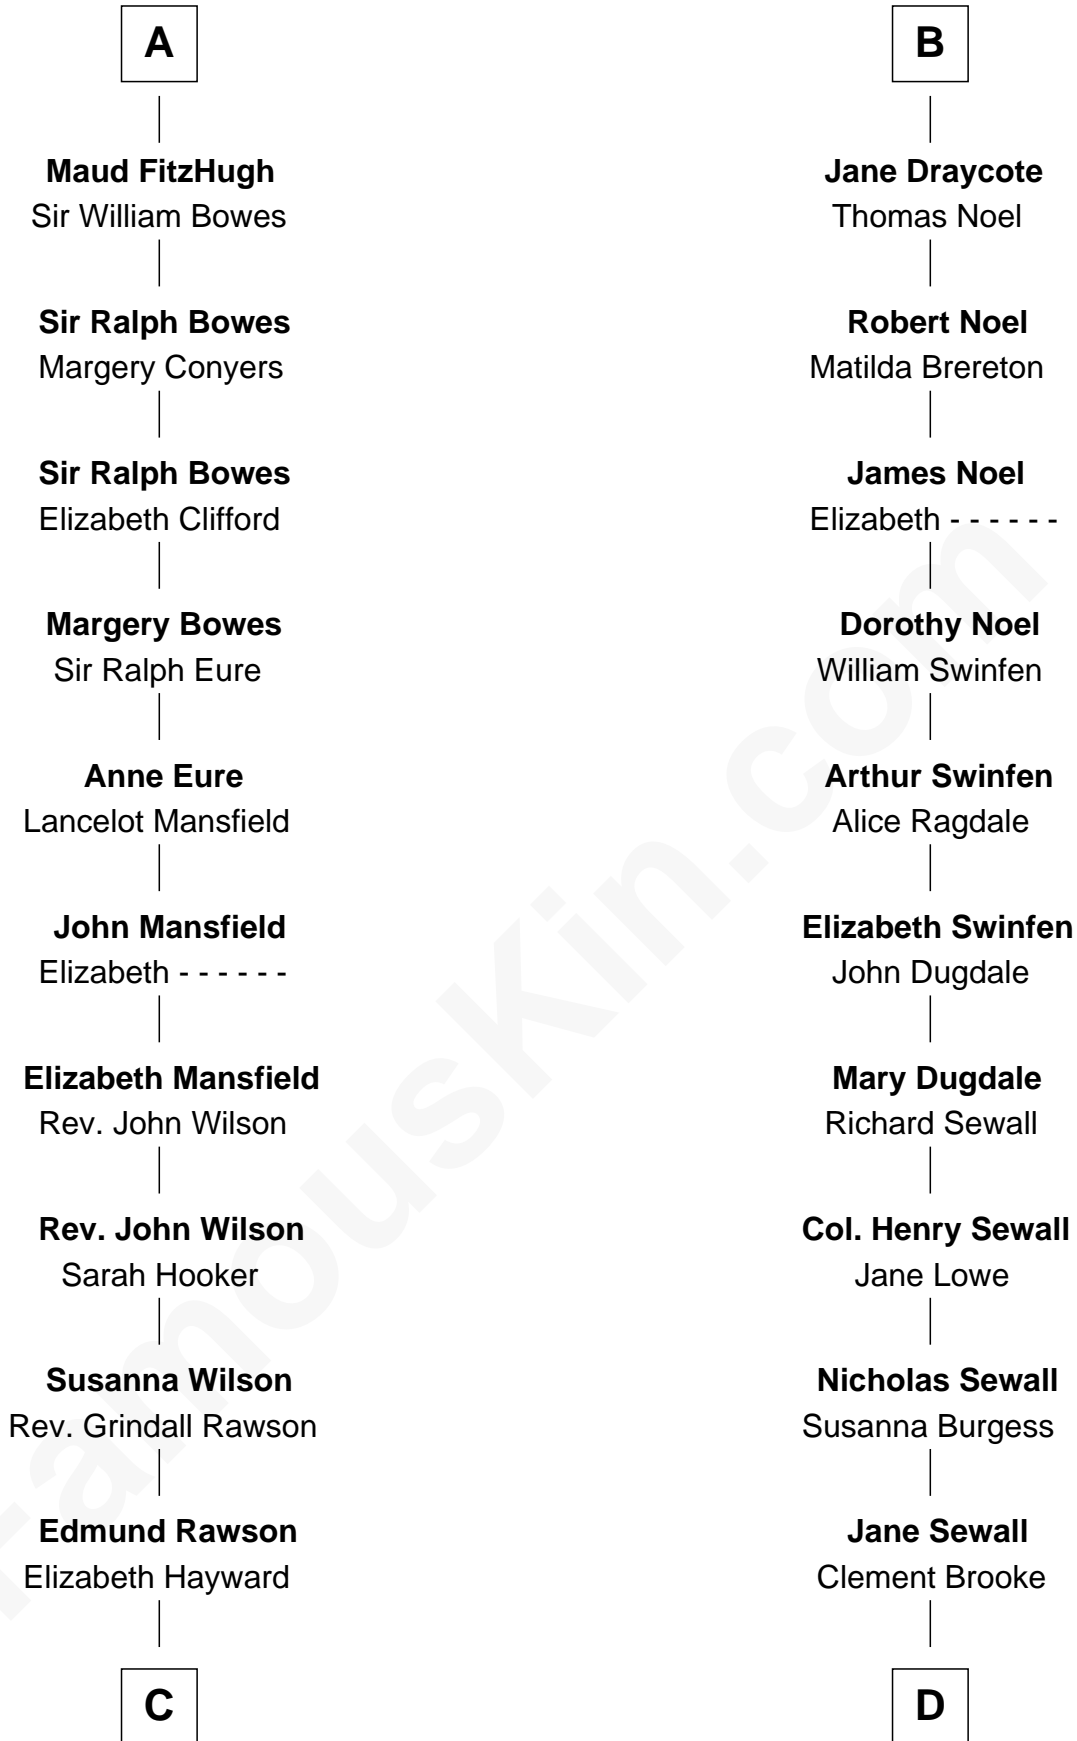 A
Maud FitzHugh
Sir William Bowes
Sir Ralph Bowes
Margery Conyers
Sir Ralph Bowes
Elizabeth Clifford
Margery Bowes
Sir Ralph Eure
Anne Eure
Lancelot Mansfield
John Mansfield
Elizabeth - - - - - -
Elizabeth Mansfield
Rev. John Wilson
Rev. John Wilson
Sarah Hooker
Susanna Wilson
Rev. Grindall Rawson
Edmund Rawson
Elizabeth Hayward
C
B
Jane Draycote
Thomas Noel
Robert Noel
Matilda Brereton
James Noel
Elizabeth - - - - - -
Dorothy Noel
William Swinfen
Arthur Swinfen
Alice Ragdale
Elizabeth Swinfen
John Dugdale
Mary Dugdale
Richard Sewall
Col. Henry Sewall
Jane Lowe
Nicholas Sewall
Susanna Burgess
Jane Sewall
Clement Brooke
D
FamousKin.com